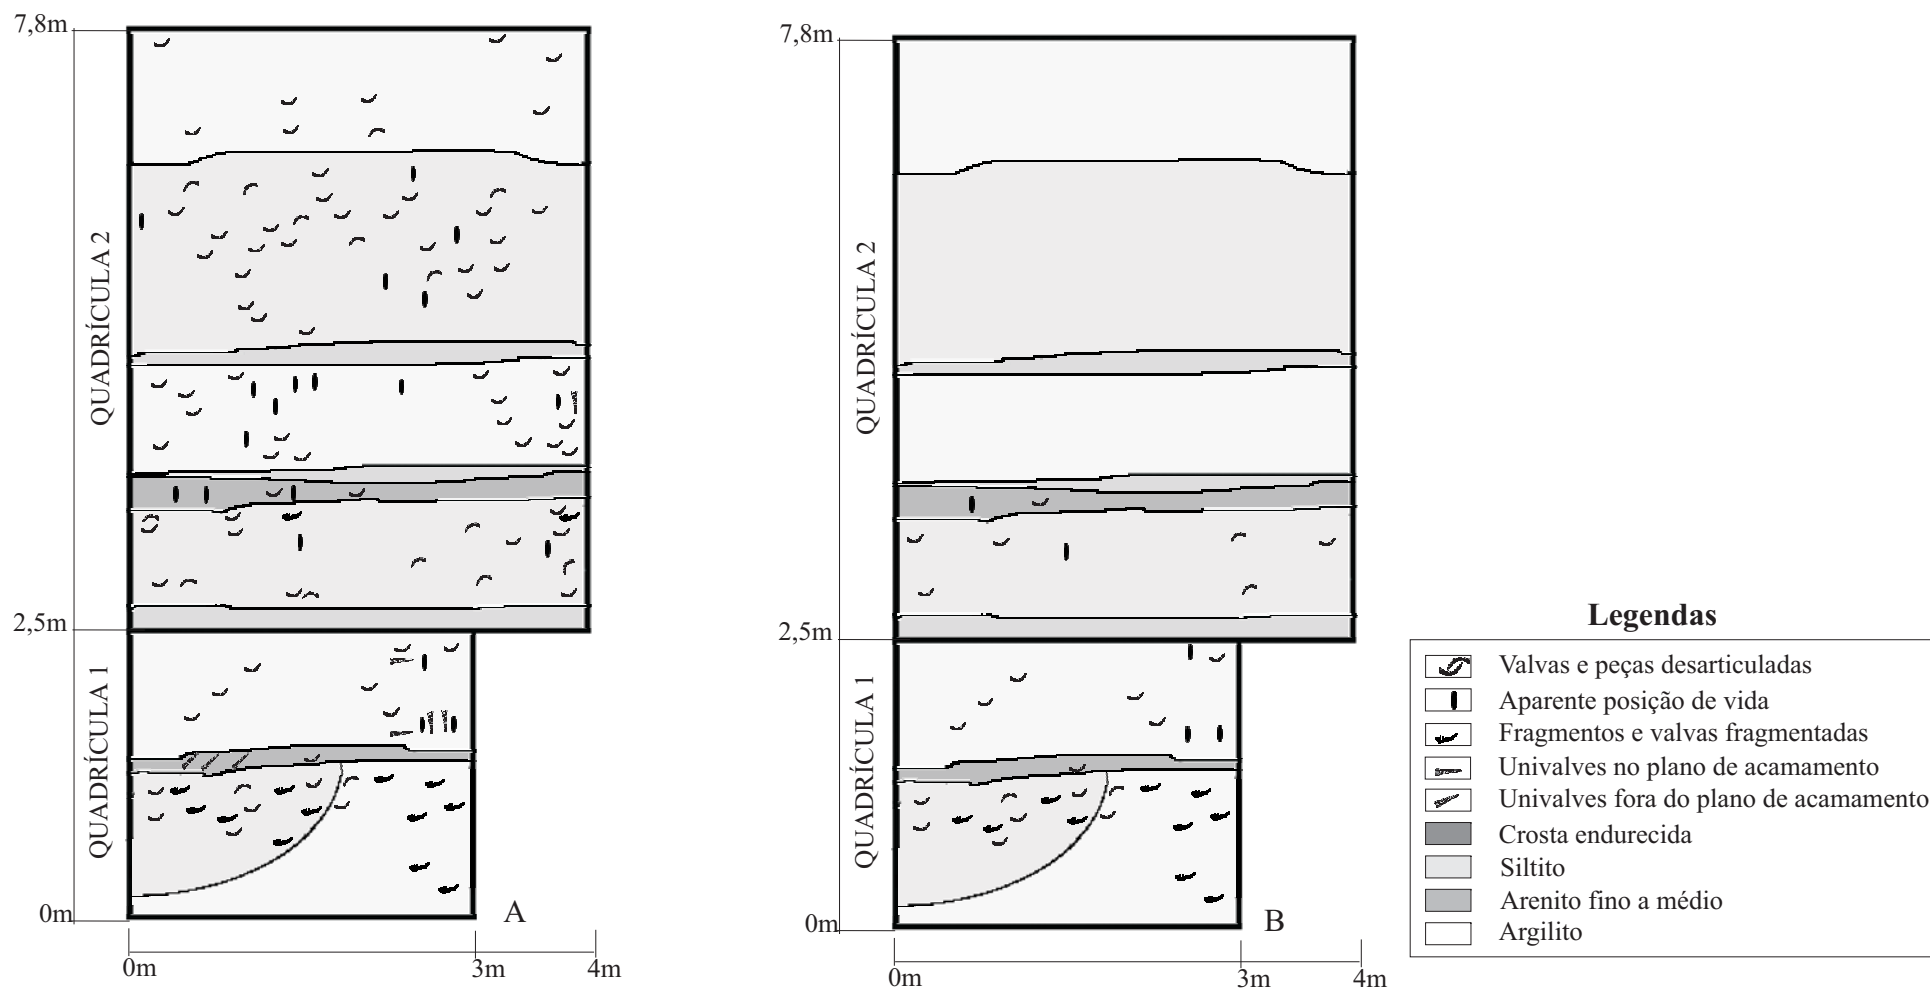 7,8m
QUADRÍCULA 2
2,5m
QUADRÍCULA 1
0m
A
0m
3m
4m
7,8m
QUADRÍCULA 2
2,5m
QUADRÍCULA 1
0m
B
0m
3m
4m
Legendas
Valvas e peças desarticuladas
Aparente posição de vida
Fragmentos e valvas fragmentadas
Univalves no plano de acamamento
Univalves fora do plano de acamamento
Crosta endurecida
Siltito
Arenito fino a médio
Argilito